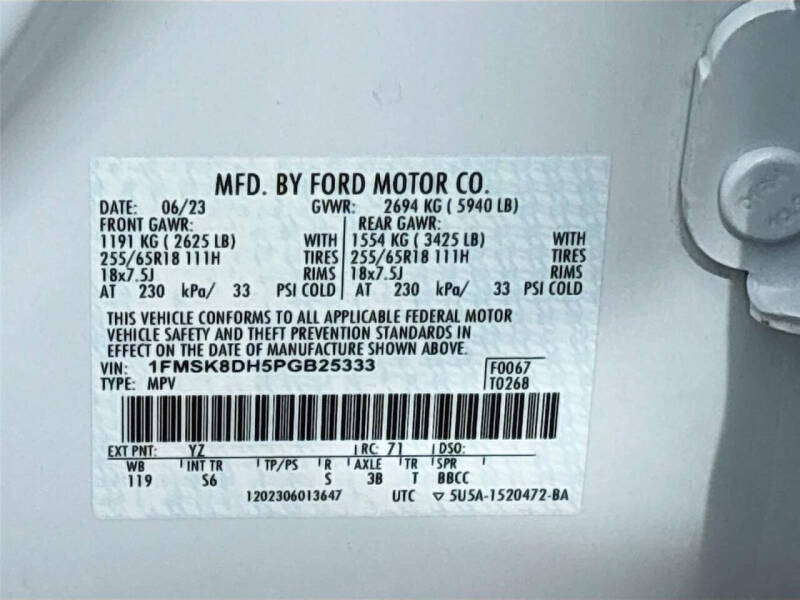 MFD. BY FORD MOTOR CO.
DATE: 06/23 GVWR: 2694 KG ( 5940 LB)
FRONT GAWR: REAR GAWR:
1191 KG ( 2625 LB) WITH 1554 KG ( 3425 LB) WITH
255/65R18 111H TIRES 255/65R18 111H TIRES
18x7.5J RIMS 18x7.5J RIMS
AT 230 kPa/ 33 PSI COLD AT 230 kPa/ 33 PSI COLD
THIS VEHICLE CONFORMS TO ALL APPLICABLE FEDERAL MOTOR
VEHICLE SAFETY AND THEFT PREVENTION STANDARDS IN
EFFECT ON THE DATE OF MANUFACTURE SHOWN ABOVE.
VIN: 1FMSK8DH5PGB25333 F0067
TYPE: MPV T0268
EXT PNT: YZ RC: 71 DSO:
WB INT TR TP/PS R AXLE TR SPR
119 S6 S 3B T BBCC
1202306013647 UTC ▽ 5U5A-1520472-BA